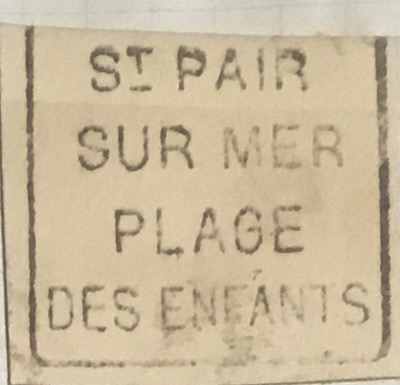 ST PAIR
SUR MER
PLAGE
DES ENFANTS